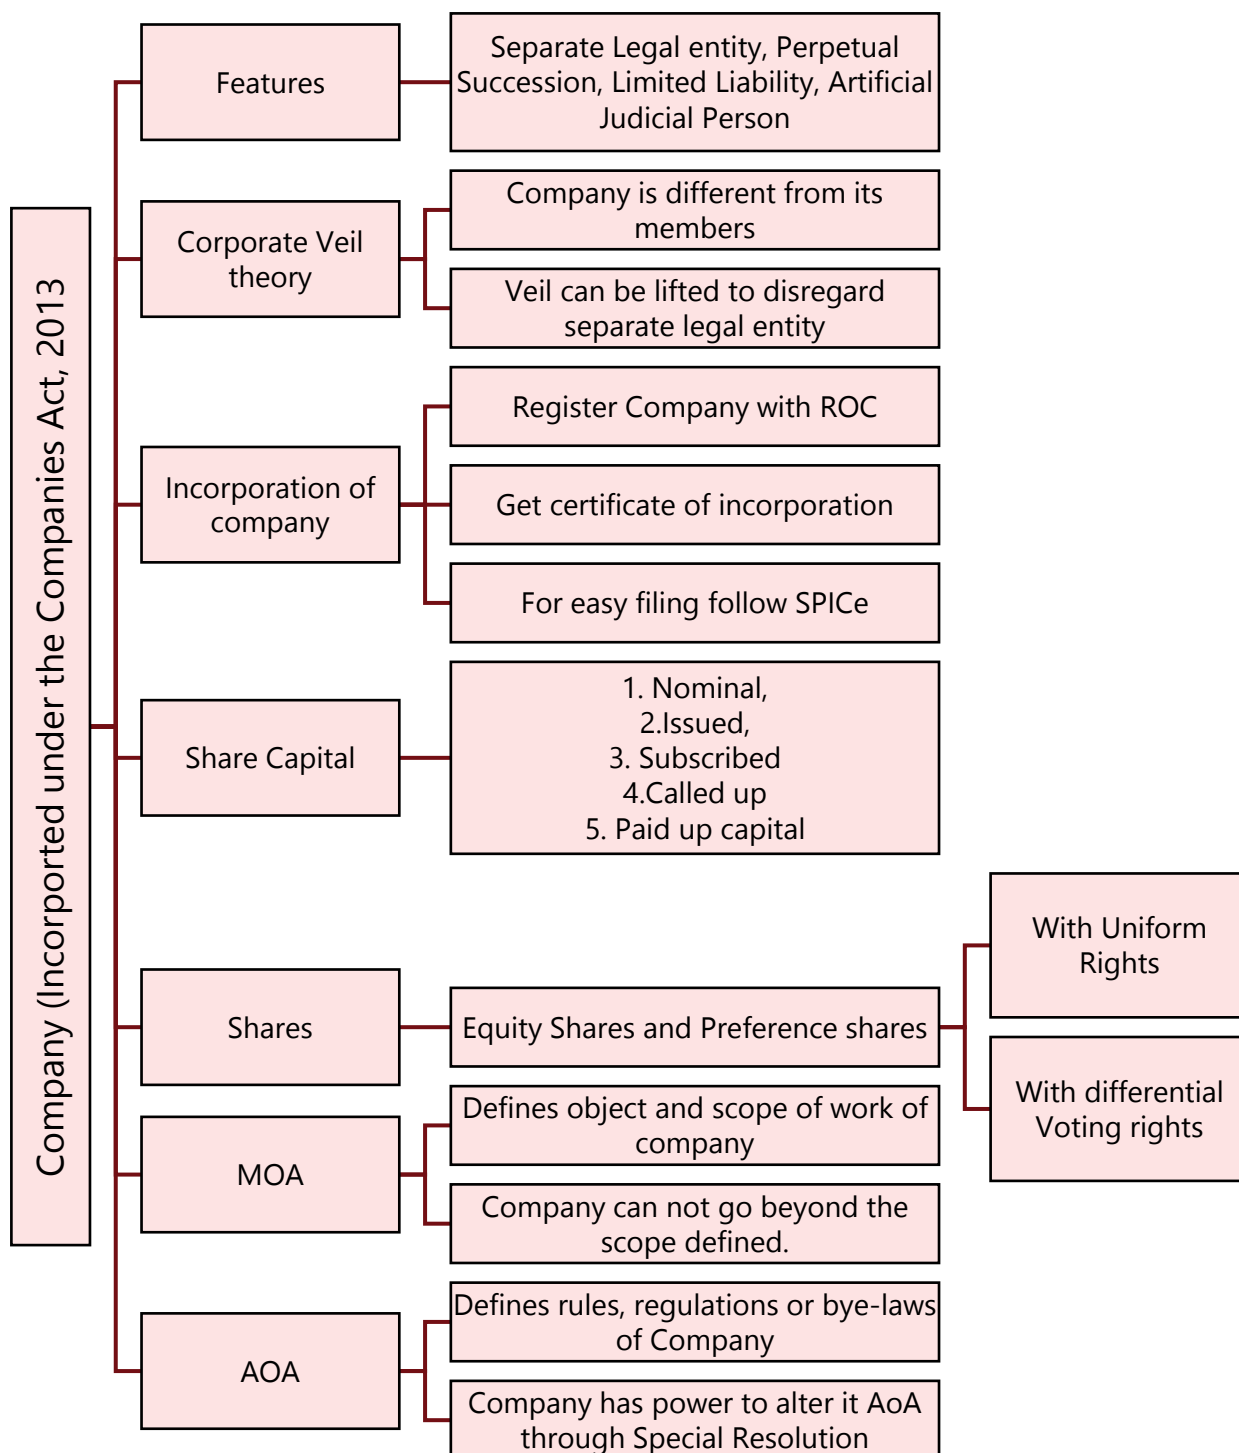 Company (Incorported under the Companies Act, 2013
Features
Separate Legal entity, Perpetual
Succession, Limited Liability, Artificial
Judicial Person
Corporate Veil
theory
Company is different from its
members
Veil can be lifted to disregard
separate legal entity
Incorporation of
company
Register Company with ROC
Get certificate of incorporation
For easy filing follow SPICe
Share Capital
1. Nominal,
2.Issued,
3. Subscribed
4.Called up
5. Paid up capital
Shares
Equity Shares and Preference shares
With Uniform
Rights
With differential
Voting rights
MOA
Defines object and scope of work of
company
Company can not go beyond the
scope defined.
AOA
Defines rules, regulations or bye-laws
of Company
Company has power to alter it AoA
through Special Resolution